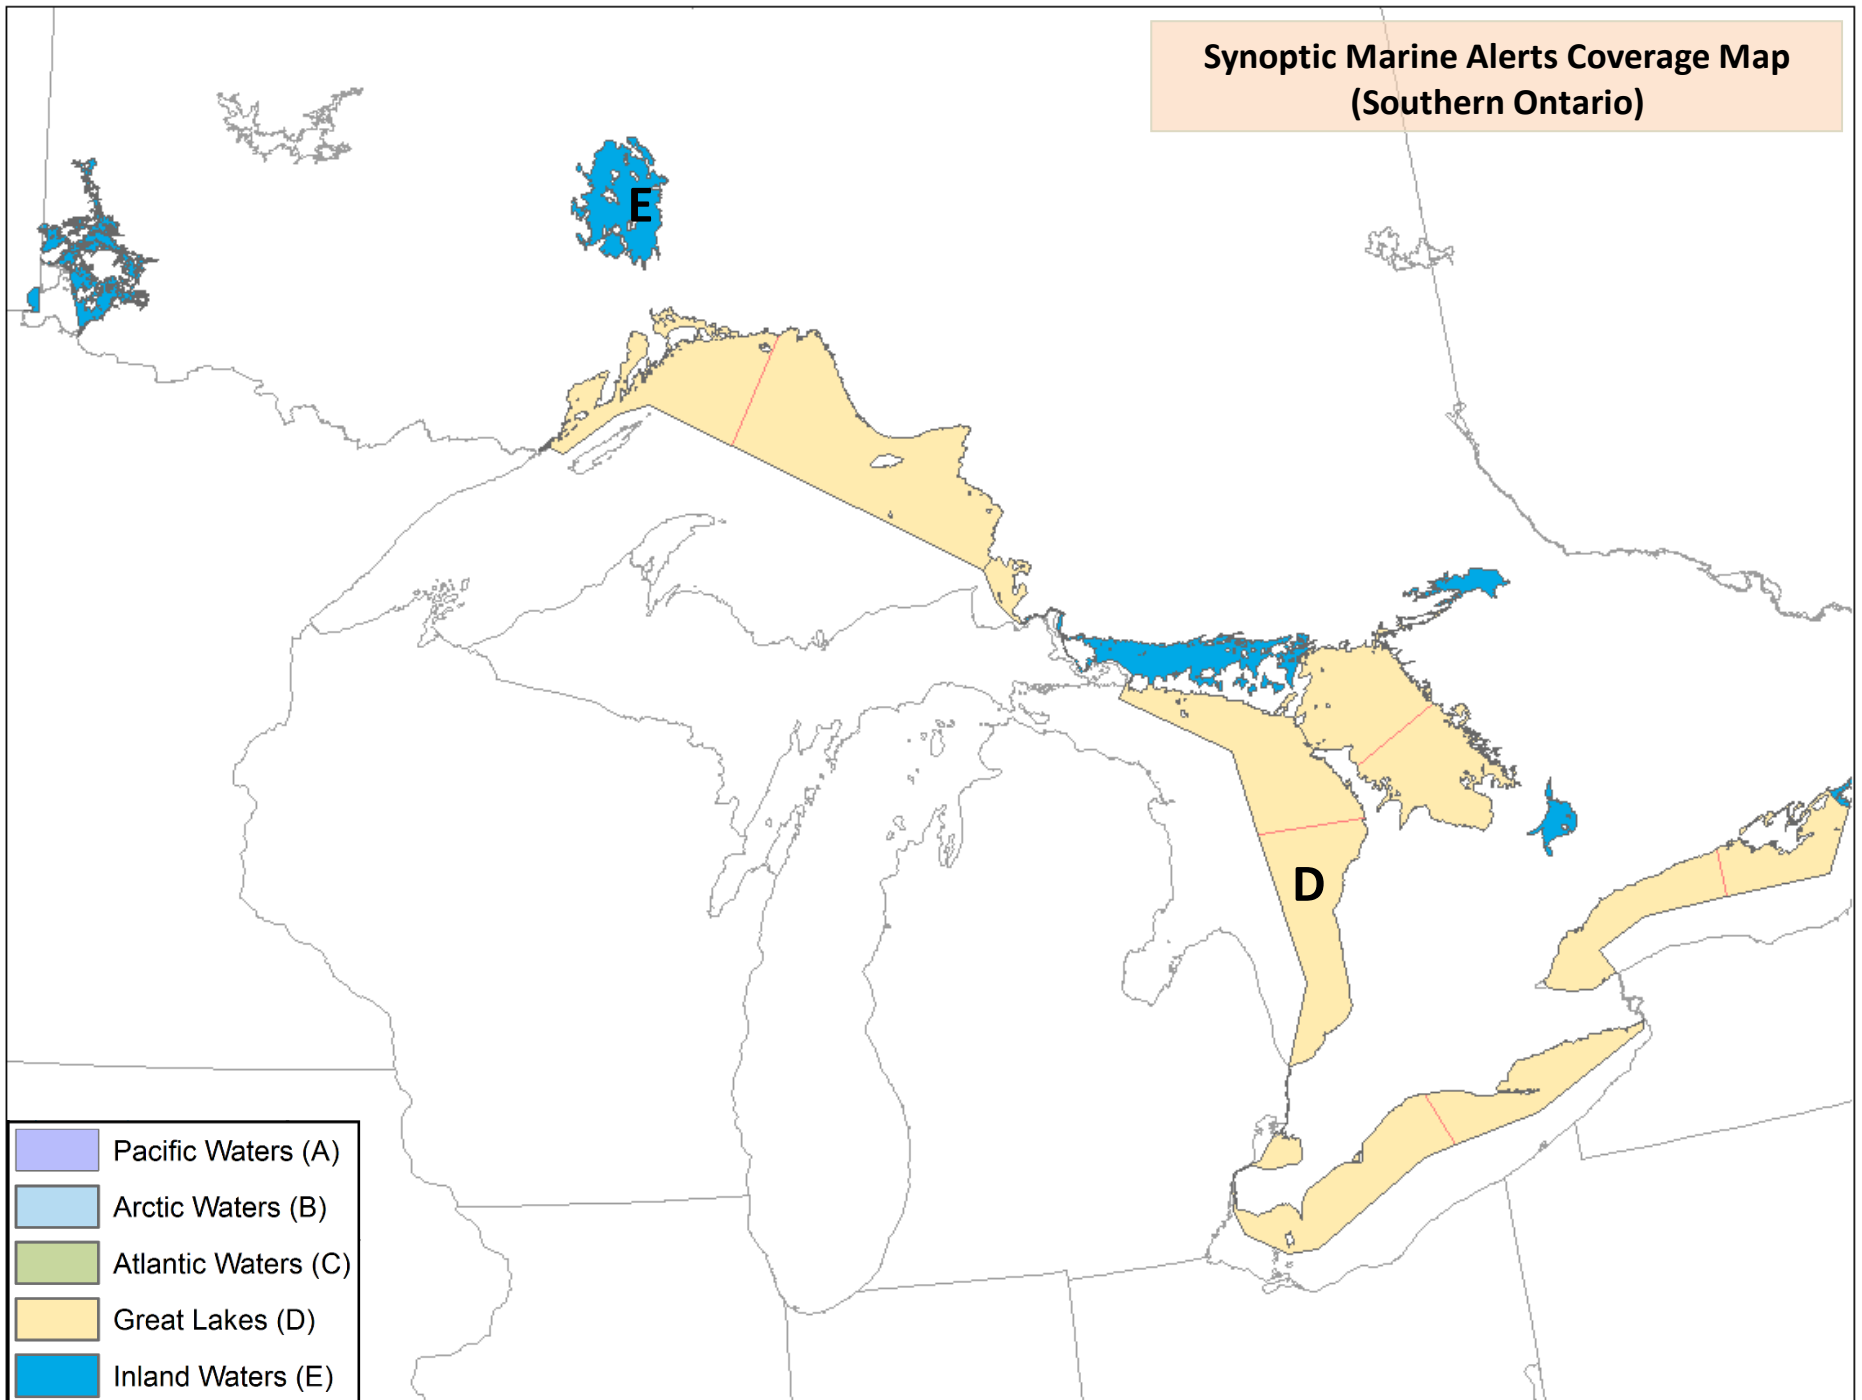 Synoptic Marine Alerts Coverage Map
(Southern Ontario)
E
D
Pacific Waters (A)
Arctic Waters (B)
Atlantic Waters (C)
Great Lakes (D)
Inland Waters (E)